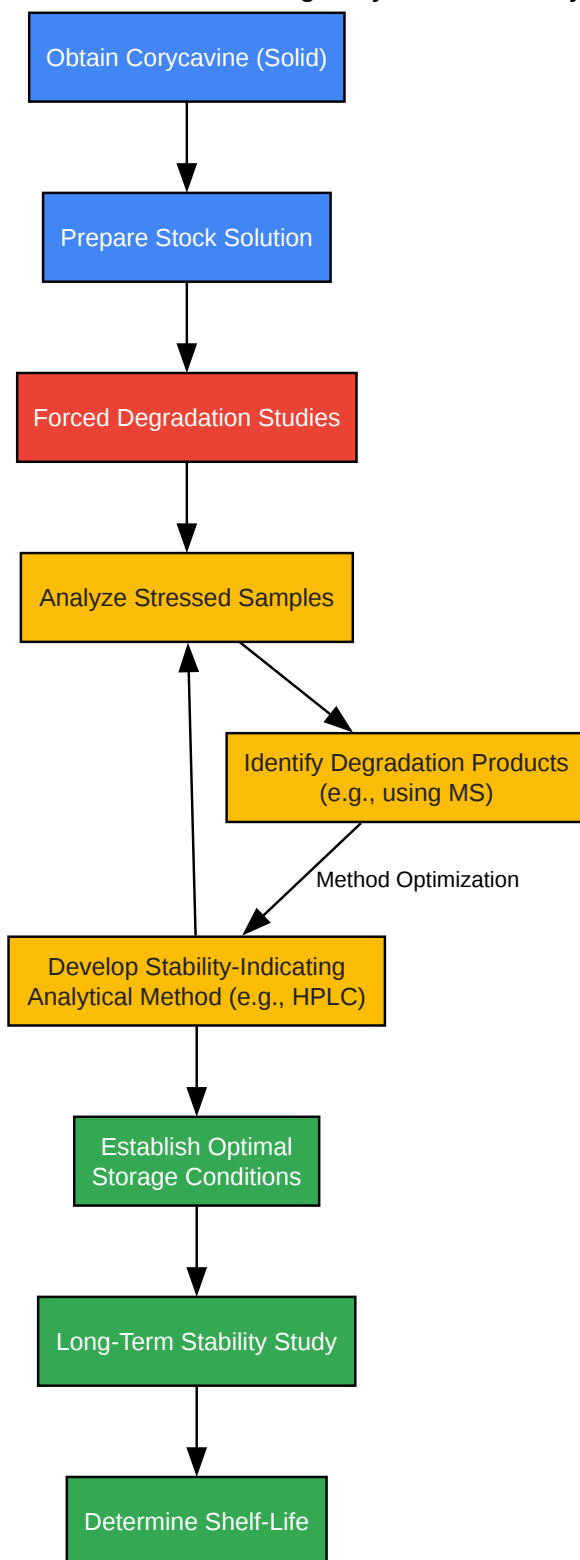 Obtain Corycavine (Solid)
Prepare Stock Solution
Forced Degradation Studies
Analyze Stressed Samples
Identify Degradation Products
(e.g., using MS)
Method Optimization
Develop Stability-Indicating
Analytical Method (e.g., HPLC)
Establish Optimal
Storage Conditions
Long-Term Stability Study
Determine Shelf-Life